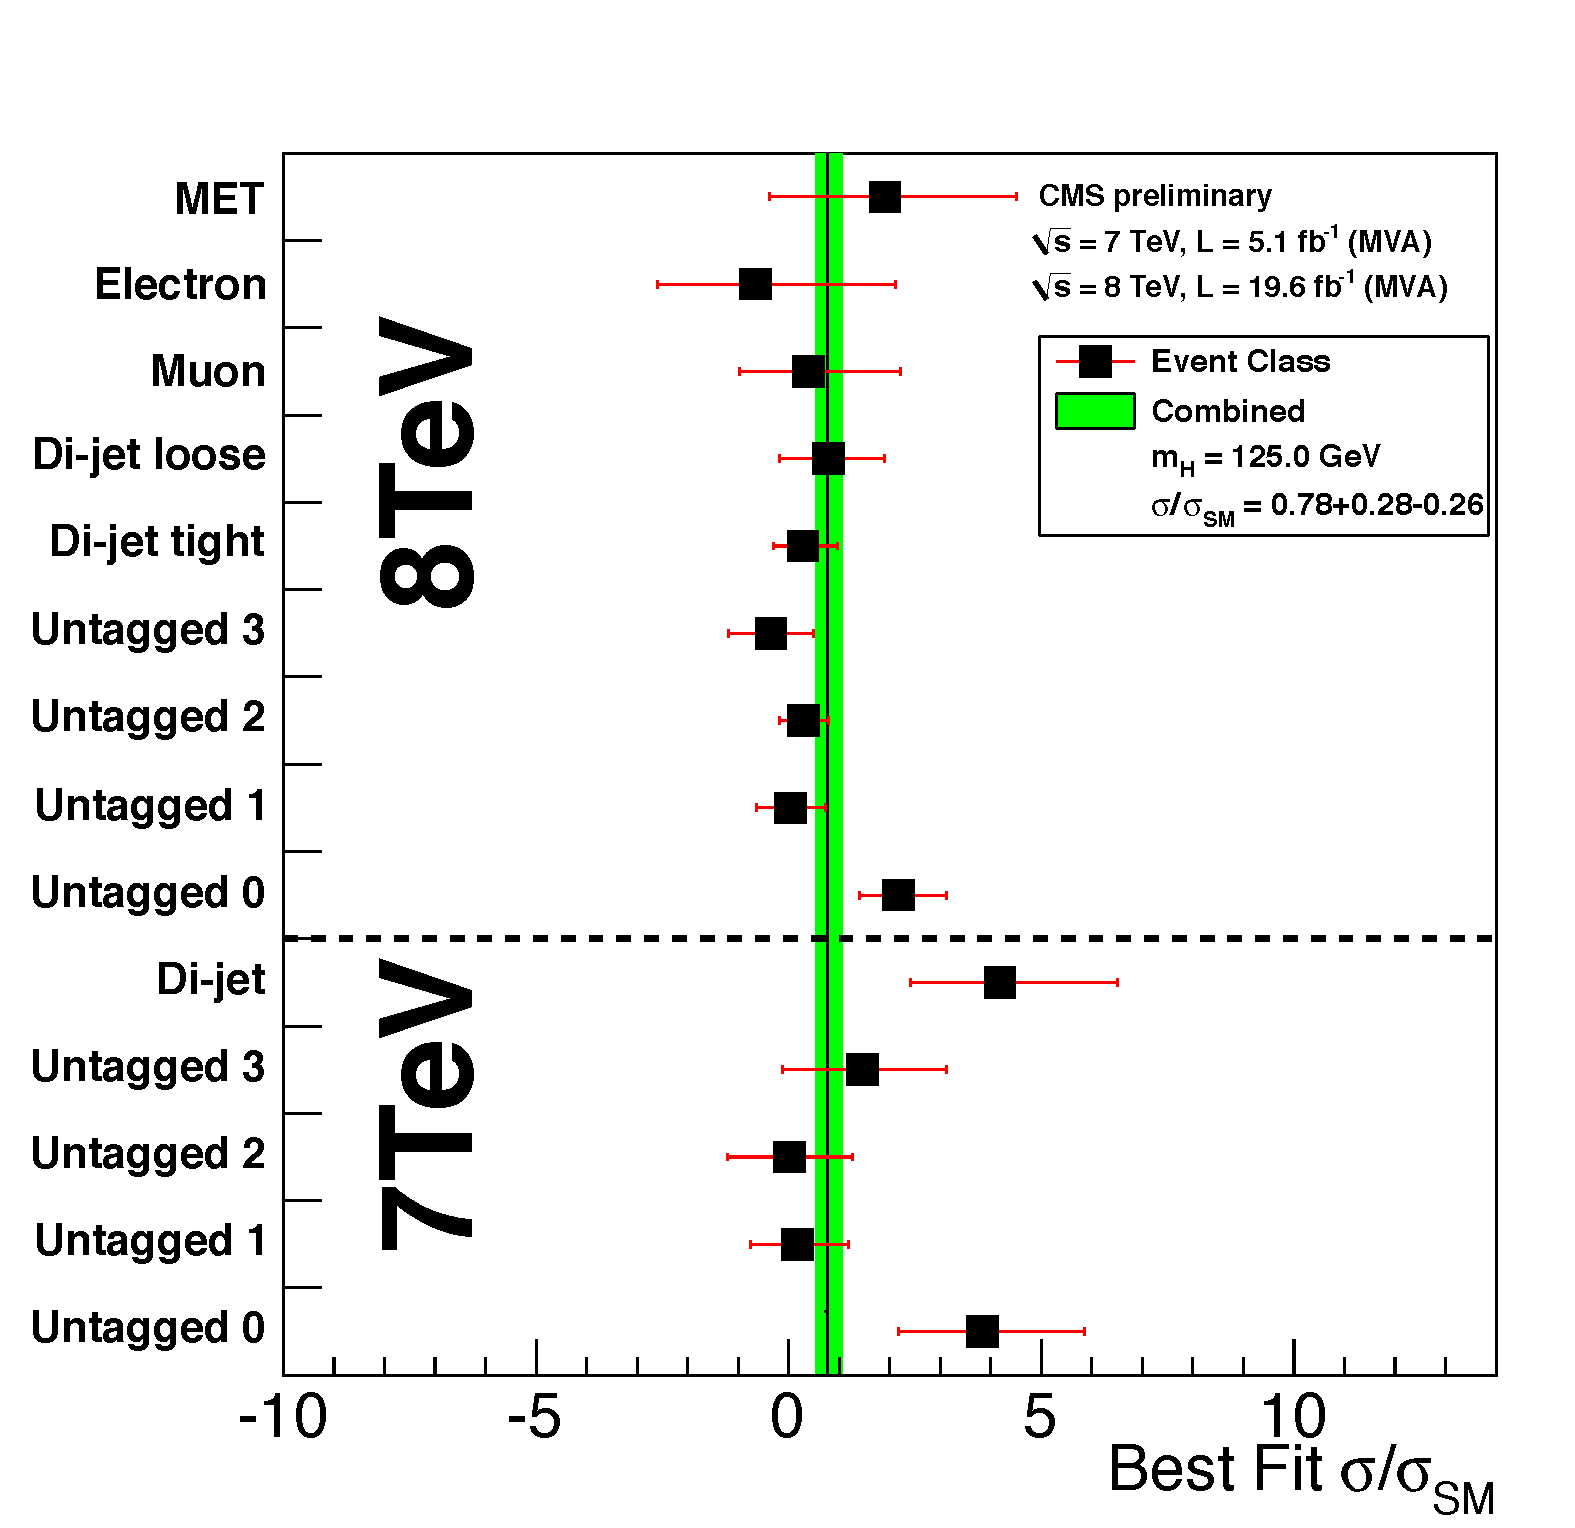 MET
Electron
Muon
Di-jet loose
Di-jet tight
Untagged 3
Untagged 2
Untagged 1
Untagged 0
Di-jet
Untagged 3
Untagged 2
Untagged 1
Untagged 0
8TeV
7TeV
CMS preliminary
√s = 7 TeV, L = 5.1 fb⁻¹ (MVA)
√s = 8 TeV, L = 19.6 fb⁻¹ (MVA)
Event Class
Combined
m_H = 125.0 GeV
σ/σ_SM = 0.78+0.28-0.26
-10 -5 0 5 10
Best Fit σ/σ_SM